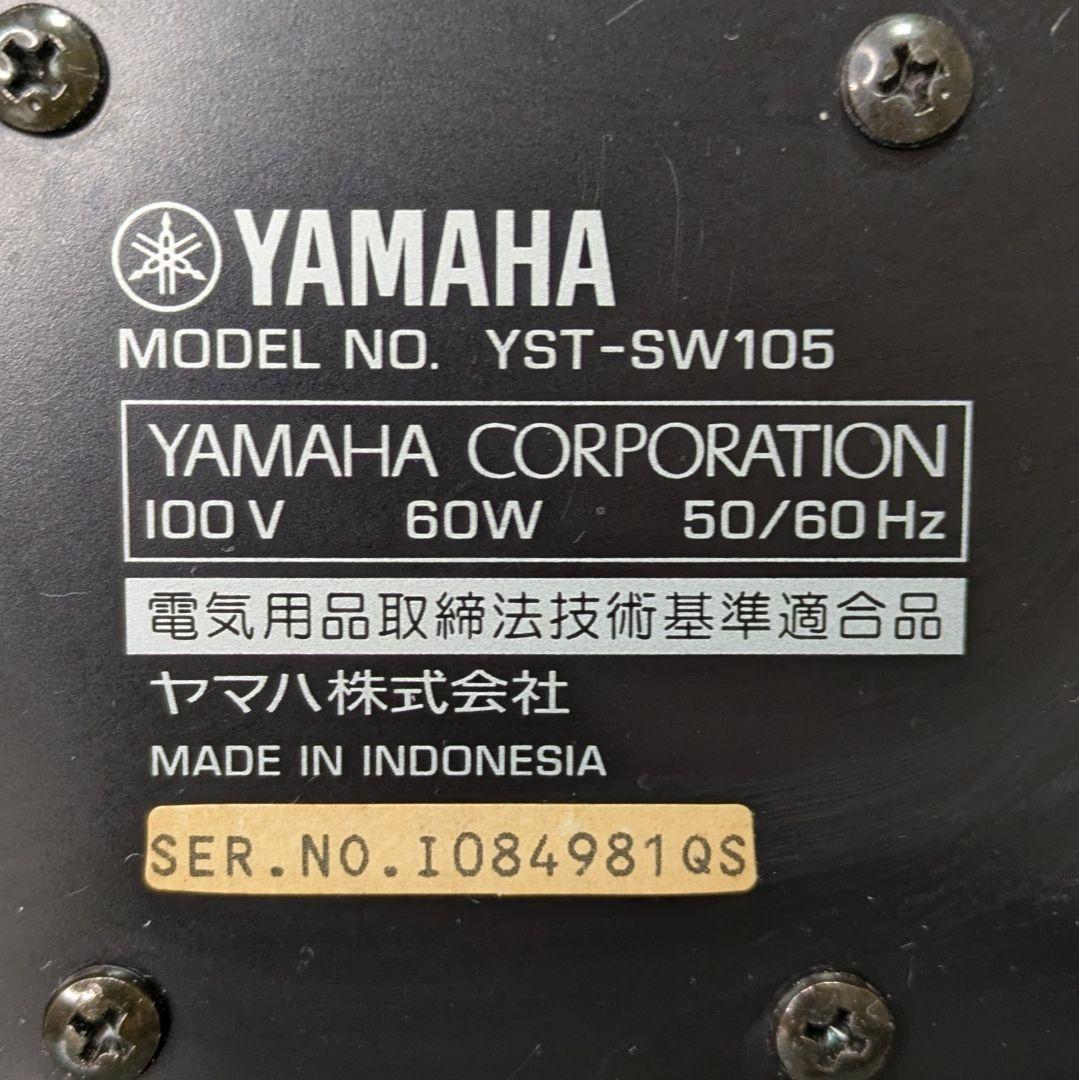 YAMAHA
MODEL NO. YST-SW105
YAMAHA CORPORATION
100V 60W 50/60Hz
電気用品取締法技術基準適合品
ヤマハ株式会社
MADE IN INDONESIA
SER.NO.I084981QS